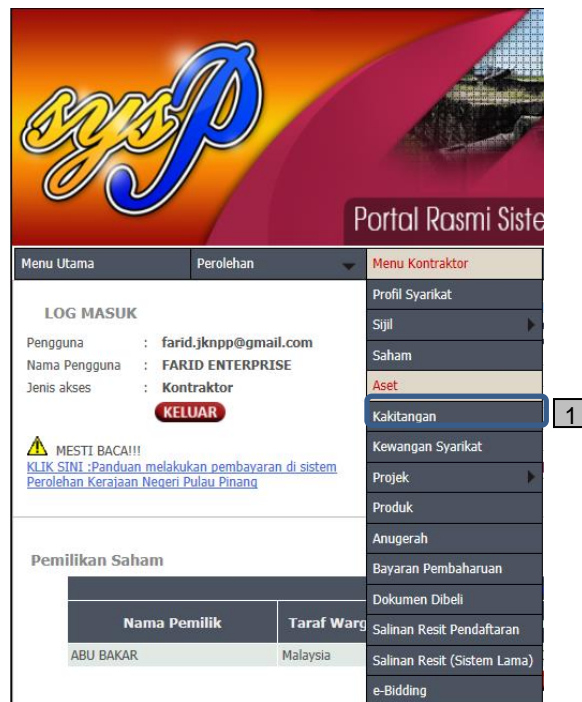 sysP
Portal Rasmi Siste
Menu Utama
Perolehan
Menu Kontraktor
LOG MASUK
Pengguna : farid.jknpp@gmail.com
Nama Pengguna : FARID ENTERPRISE
Jenis akses : Kontraktor
KELUAR
MESTI BACA!!!
KLIK SINI :Panduan melakukan pembayaran di sistem
Perolehan Kerajaan Negeri Pulau Pinang
Profil Syarikat
Sijil
Saham
Aset
Kakitangan
1
Kewangan Syarikat
Projek
Produk
Anugerah
Bayaran Pembaharuan
Dokumen Dibeli
Salinan Resit Pendaftaran
Salinan Resit (Sistem Lama)
e-Bidding
Pemilikan Saham
Nama Pemilik Taraf Warg
ABU BAKAR Malaysia